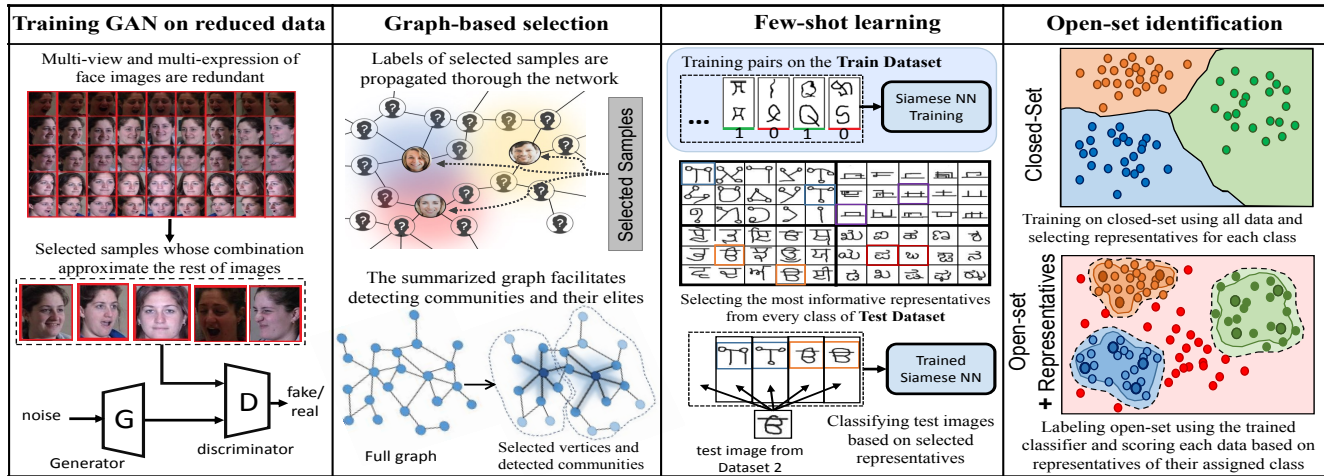 Training GAN on reduced data
Multi-view and multi-expression of
face images are redundant
Selected samples whose combination
approximate the rest of images
noise
G
Generator
D
discriminator
fake/
real
Graph-based selection
Labels of selected samples are
propagated thorough the network
Selected Samples
The summarized graph facilitates
detecting communities and their elites
Full graph
Selected vertices and
detected communities
Few-shot learning
Training pairs on the Train Dataset
...
1 0 1 0
Siamese NN
Training
Selecting the most informative representatives
from every class of Test Dataset
Trained
Siamese NN
test image from
Dataset 2
Classifying test images
based on selected
representatives
Open-set identification
Closed-Set
Training on closed-set using all data and
selecting representatives for each class
Open-set
+ Representatives
Labeling open-set using the trained
classifier and scoring each data based on
representatives of their assigned class